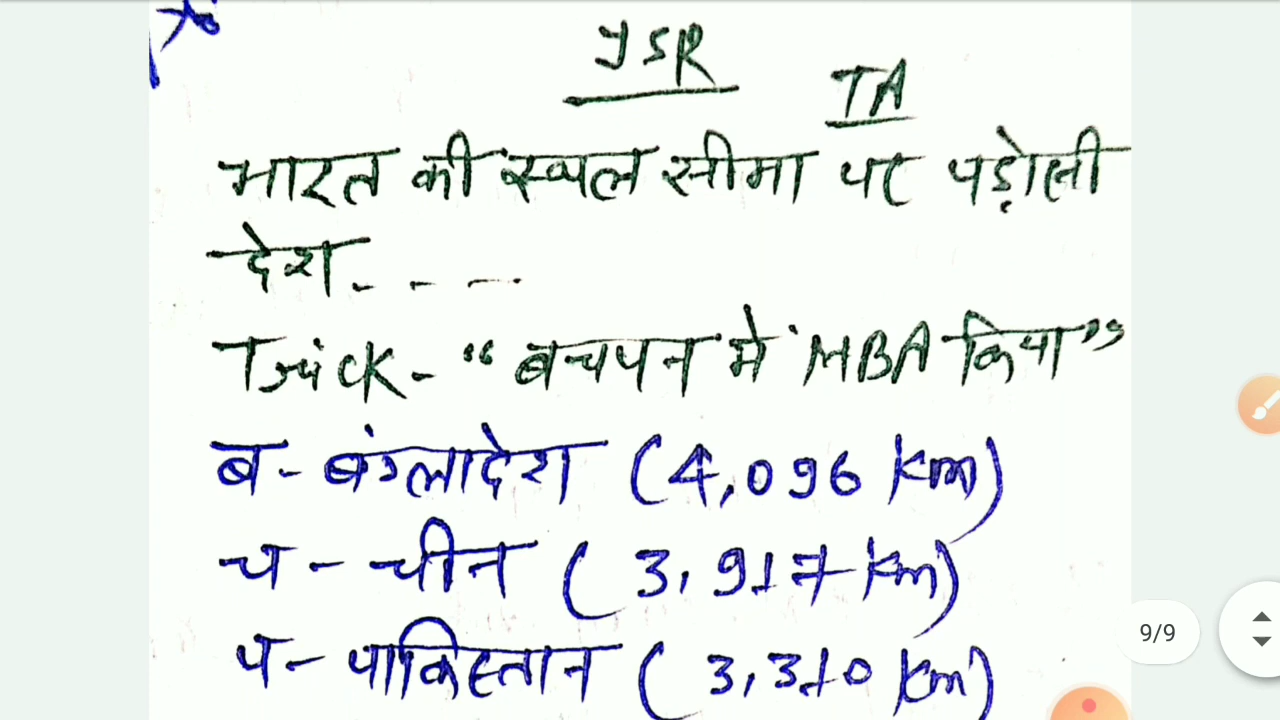 YSR
TA
भारत की स्थल सीमा पर पड़ोसी
देश- - ---
Trick- "बचपन मे MBA किया"
ब- बंग्लादेश (4,096 km)
च - चीन ( 3,917 km)
प- पाकिस्तान ( 3,310 km)
9/9